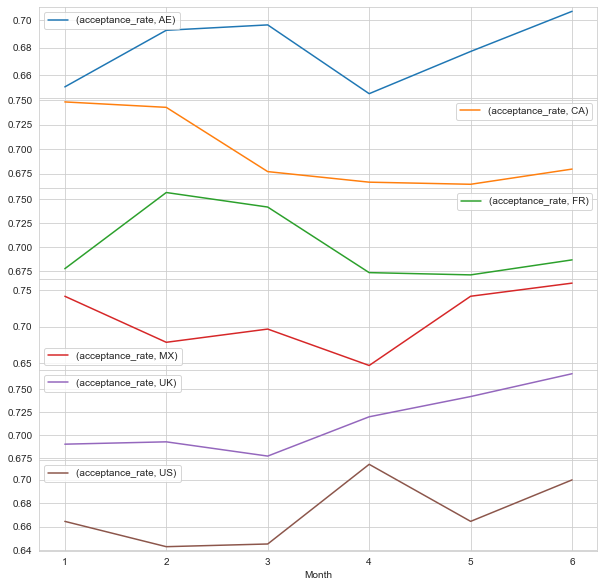 0.70
(acceptance_rate, AE)
0.68
0.66
0.750
(acceptance_rate, CA)
0.725
0.700
0.675
0.750
(acceptance_rate, FR)
0.725
0.700
0.675
0.75
0.70
0.65
(acceptance_rate, MX)
(acceptance_rate, UK)
0.750
0.725
0.700
0.675
(acceptance_rate, US)
0.70
0.68
0.66
0.64
1 2 3 4 5 6
Month